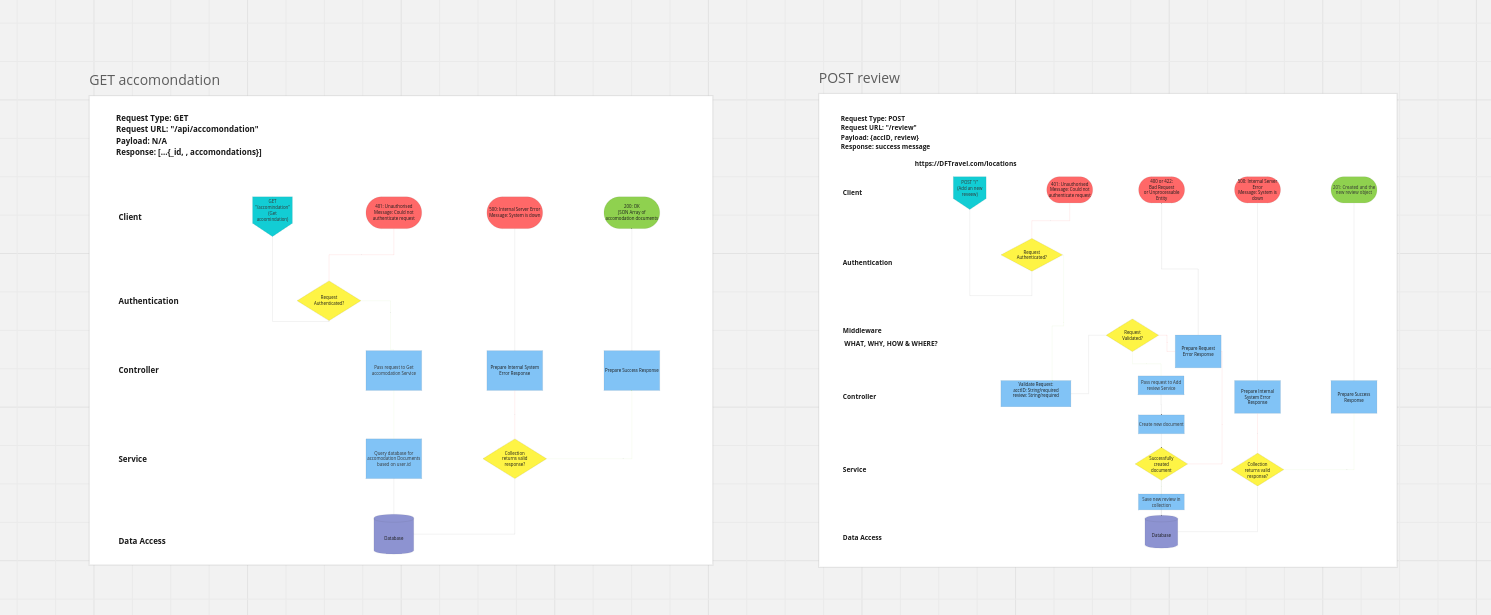 GET accomondation
Request Type: GET
Request URL: "/api/accomondation"
Payload: N/A
Response: [...{_id, , accomondations}]
Client
GET
"/accomondation"
(Get
accomondation)
401: Unauthorised
Message: Could not
authenticate request
500: Internal Server Error
Message: System is down
200: OK
JSON Array of
accomodation documents
Authentication
Request
Authenticated?
Controller
Pass request to Get
accomodation Service
Prepare Internal System
Error Response
Prepare Success Response
Service
Query database for
accomodation Documents
based on user.id
Collection
returns valid
response?
Data Access
Database
POST review
Request Type: POST
Request URL: "/review"
Payload: {accID, review}
Response: success message
https://DFTravel.com/locations
Client
POST "/"
(Add an new
review)
401: Unauthorised
Message: Could not
authenticate request
400 or 422:
Bad Request
or Unprocessable
Entity
500: Internal Server
Error
Message: System is
down
201: Created and the
new review object
Authentication
Request
Authenticated?
Middleware
WHAT, WHY, HOW & WHERE?
Request
Validated?
Prepare Request
Error Response
Controller
Validate Request:
accID: String/required
review: String/required
Pass request to Add
review Service
Prepare Internal
System Error
Response
Prepare Success
Response
Create new document
Service
Successfully
created
document
Collection
returns valid
response?
Save new review in
collection
Data Access
Database